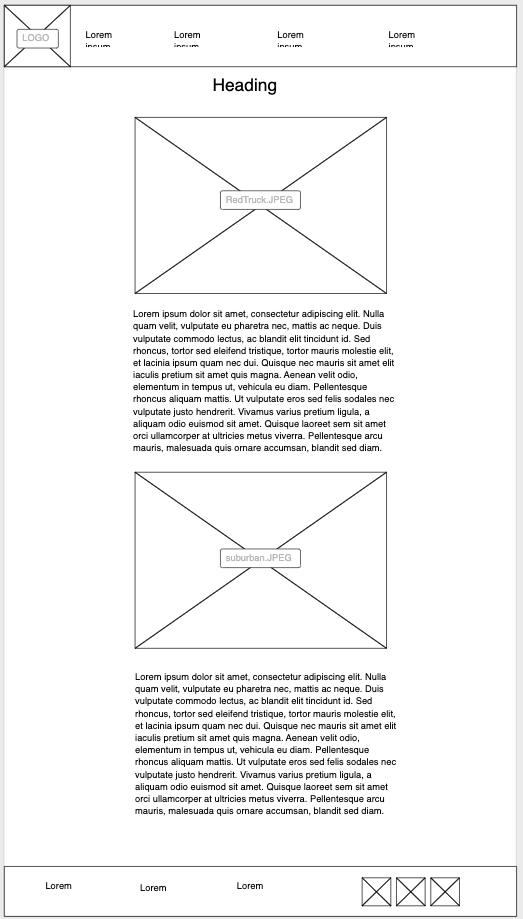 LOGO
Lorem ipsum
Lorem ipsum
Lorem ipsum
Lorem ipsum
Heading
RedTruck.JPEG
Lorem ipsum dolor sit amet, consectetur adipiscing elit. Nulla
quam velit, vulputate eu pharetra nec, mattis ac neque. Duis
vulputate commodo lectus, ac blandit elit tincidunt id. Sed
rhoncus, tortor sed eleifend tristique, tortor mauris molestie elit,
et lacinia ipsum quam nec dui. Quisque nec mauris sit amet elit
iaculis pretium sit amet quis magna. Aenean velit odio,
elementum in tempus ut, vehicula eu diam. Pellentesque
rhoncus aliquam mattis. Ut vulputate eros sed felis sodales nec
vulputate justo hendrerit. Vivamus varius pretium ligula, a
aliquam odio euismod sit amet. Quisque laoreet sem sit amet
orci ullamcorper at ultricies metus viverra. Pellentesque arcu
mauris, malesuada quis ornare accumsan, blandit sed diam.
suburban.JPEG
Lorem ipsum dolor sit amet, consectetur adipiscing elit. Nulla
quam velit, vulputate eu pharetra nec, mattis ac neque. Duis
vulputate commodo lectus, ac blandit elit tincidunt id. Sed
rhoncus, tortor sed eleifend tristique, tortor mauris molestie elit,
et lacinia ipsum quam nec dui. Quisque nec mauris sit amet elit
iaculis pretium sit amet quis magna. Aenean velit odio,
elementum in tempus ut, vehicula eu diam. Pellentesque
rhoncus aliquam mattis. Ut vulputate eros sed felis sodales nec
vulputate justo hendrerit. Vivamus varius pretium ligula, a
aliquam odio euismod sit amet. Quisque laoreet sem sit amet
orci ullamcorper at ultricies metus viverra. Pellentesque arcu
mauris, malesuada quis ornare accumsan, blandit sed diam.
Lorem
Lorem
Lorem